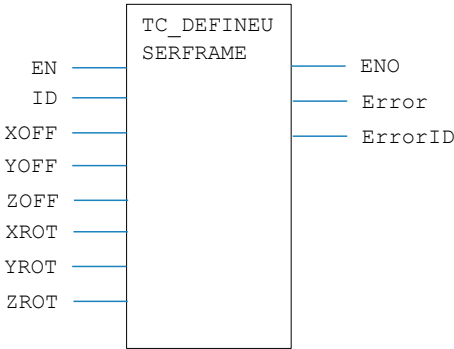 TC_DEFINEU
SERFRAME
EN
ENO
ID
Error
XOFF
ErrorID
YOFF
ZOFF
XROT
YROT
ZROT